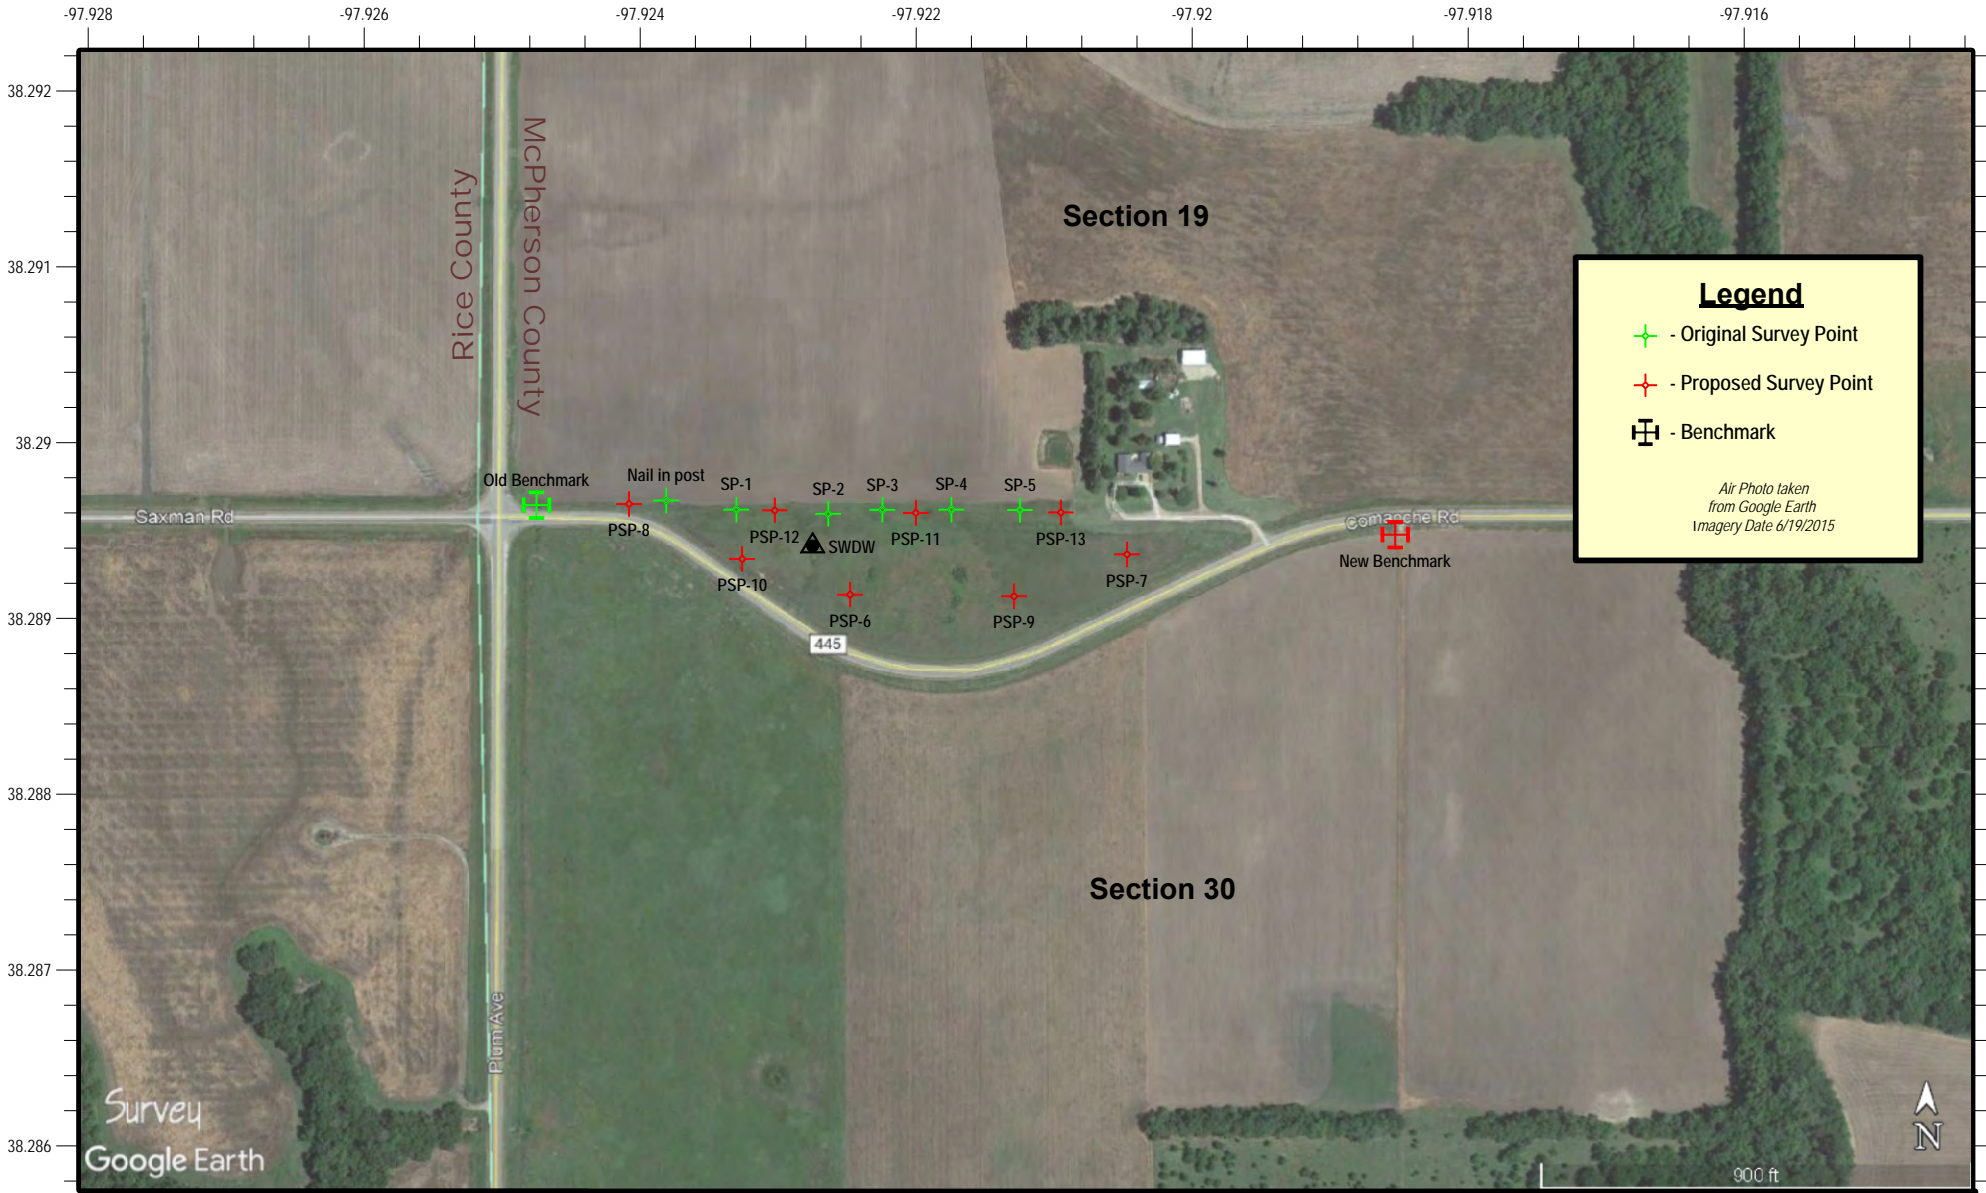 -97.928
-97.926
-97.924
-97.922
-97.92
-97.918
-97.916
38.292
38.291
38.29
38.289
38.288
38.287
38.286
Rice County
McPherson County
Section 19
Legend
- Original Survey Point
- Proposed Survey Point
- Benchmark
Air Photo taken
from Google Earth
Imagery Date 6/19/2015
Old Benchmark
Nail in post
SP-1
SP-2
SP-3
SP-4
SP-5
Saxman Rd
PSP-8
PSP-12
PSP-11
PSP-13
Comanche Rd
SWDW
New Benchmark
PSP-10
PSP-7
PSP-6
PSP-9
445
Section 30
Plum Ave
Survey
Google Earth
N
900 ft